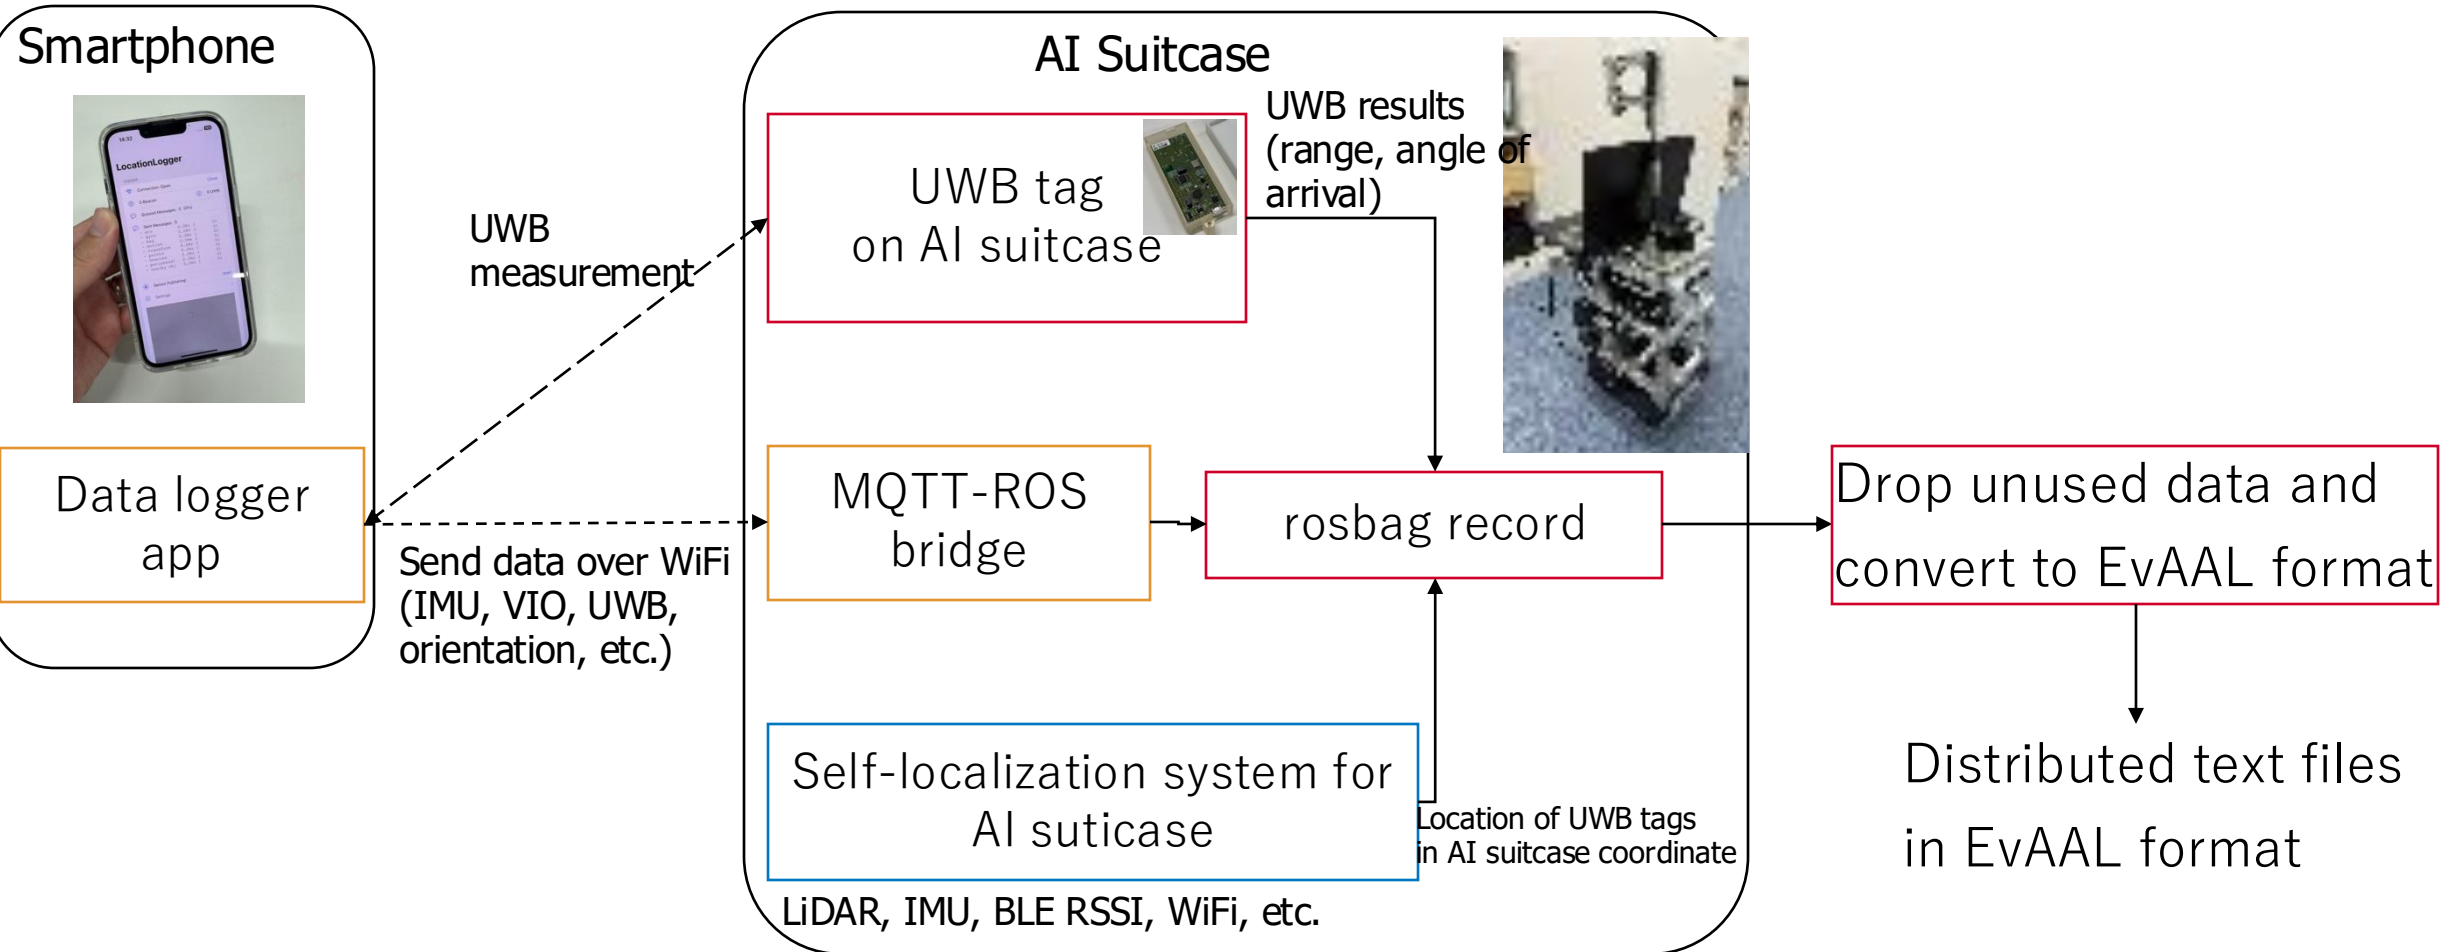 Smartphone
LocationLogger
Data logger
app
UWB
measurement
Send data over WiFi
(IMU, VIO, UWB,
orientation, etc.)
AI Suitcase
UWB tag
on AI suitcase
UWB results
(range, angle of
arrival)
MQTT-ROS
bridge
rosbag record
Self-localization system for
AI suticase
Location of UWB tags
in AI suitcase coordinate
LiDAR, IMU, BLE RSSI, WiFi, etc.
Drop unused data and
convert to EvAAL format
Distributed text files
in EvAAL format